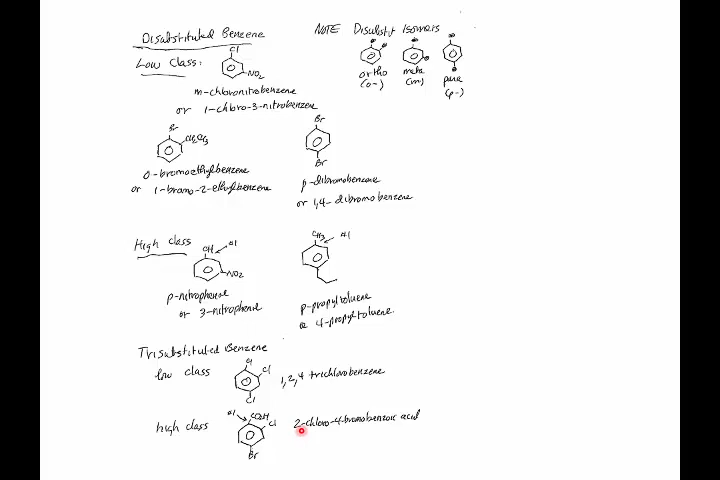 Disubstituted Benzene
NOTE Disubstit Isomers
Low Class:
Cl
NO2
ortho meta para
(o-) (m-) (p-)
m-chloronitrobenzene
or 1-chloro-3-nitrobenzene
Br
CH2CH3
Br
Br
o-bromoethylbenzene
or 1-bromo-2-ethylbenzene
p-dibromobenzene
or 1,4-dibromobenzene
High class
OH #1
NO2
CH3 #1
p-nitrophenol
or 3-nitrophenol
p-propyltoluene
or 4-propyltoluene.
Trisubstituted Benzene
low class
Cl
Cl
Cl
1,2,4 trichlorobenzene
high class
#1 CO2H
Cl
Br
2-chloro-4-bromobenzoic acid